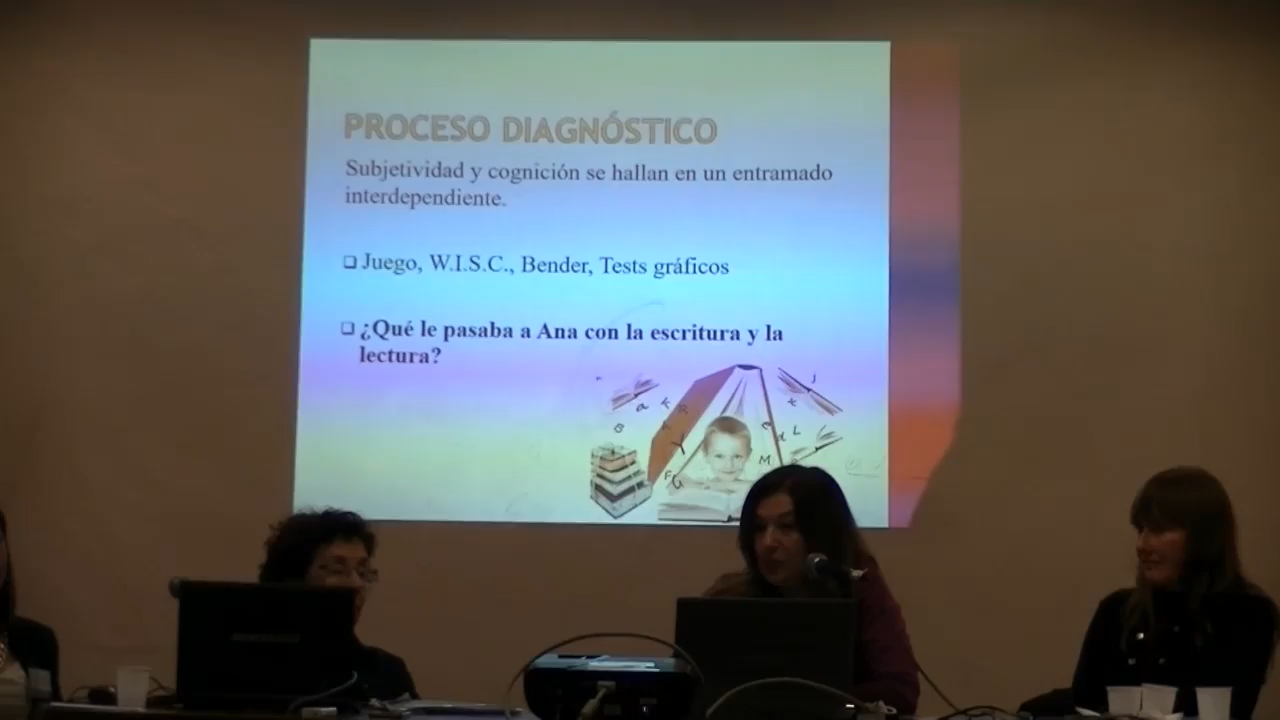 PROCESO DIAGNÓSTICO
Subjetividad y cognición se hallan en un entramado
interdependiente.
❑ Juego, W.I.S.C., Bender, Tests gráficos
❑ ¿Qué le pasaba a Ana con la escritura y la
lectura?